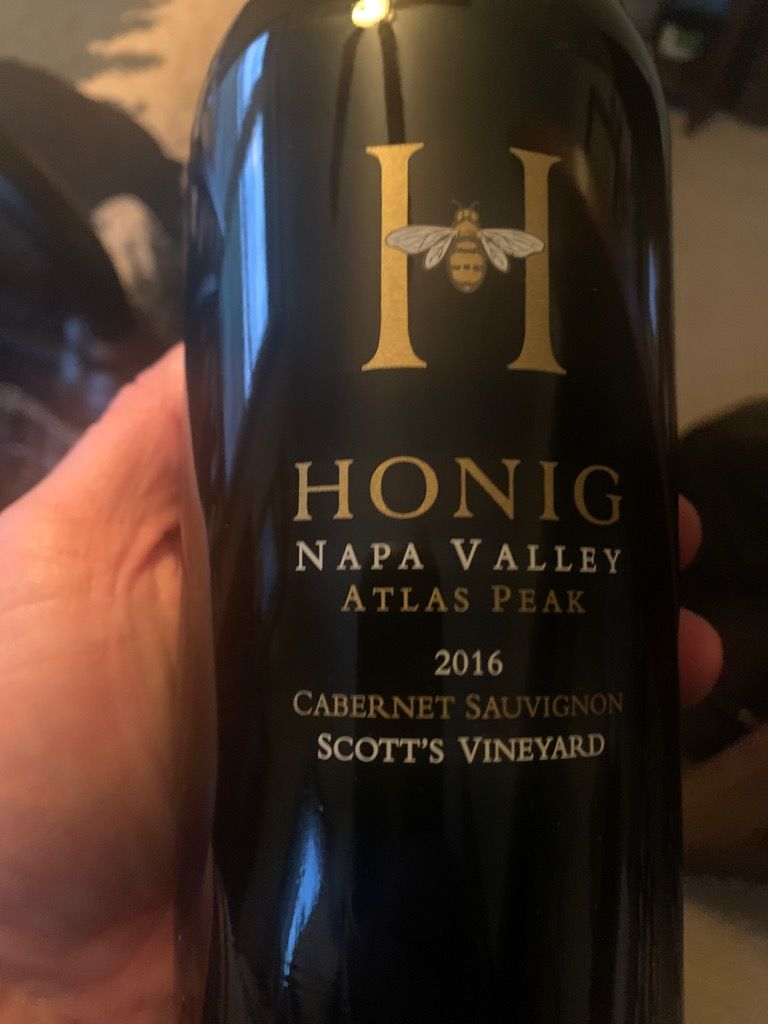 H
HONIG
NAPA VALLEY
ATLAS PEAK
2016
CABERNET SAUVIGNON
SCOTT'S VINEYARD